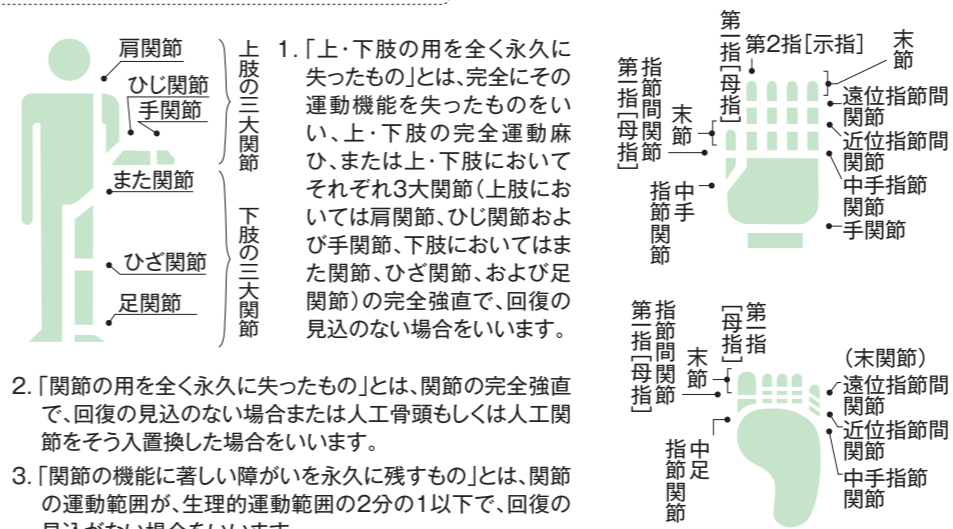 肩関節
ひじ関節
手関節
上肢の三大関節
また関節
ひざ関節
足関節
下肢の三大関節
1.「上・下肢の用を全く永久に
失ったもの」とは、完全にその
運動機能を失ったものをい
い、上・下肢の完全運動麻
ひ、または上・下肢において
それぞれ3大関節（上肢にお
いては肩関節、ひじ関節およ
び手関節、下肢においてはま
た関節、ひざ関節、および足
関節）の完全強直で、回復の
見込のない場合をいいます。
2.「関節の用を全く永久に失ったもの」とは、関節の完全強直
で、回復の見込のない場合または人工骨頭もしくは人工関
節をそう入置換した場合をいいます。
3.「関節の機能に著しい障がいを永久に残すもの」とは、関節
の運動範囲が、生理的運動範囲の2分の1以下で、回復の
見込がない場合をいいます。
第一指［母指］
第2指［示指］
末節
指節間関節
第一指［母指］
末節
中手
指節関節
遠位指節間
関節
近位指節間
関節
中手指節
関節
手関節
第一指
［母指］
指節間関節
第一指［母指］
末節
中足
指節関節
（末関節）
遠位指節間
関節
近位指節間
関節
中手指節
関節